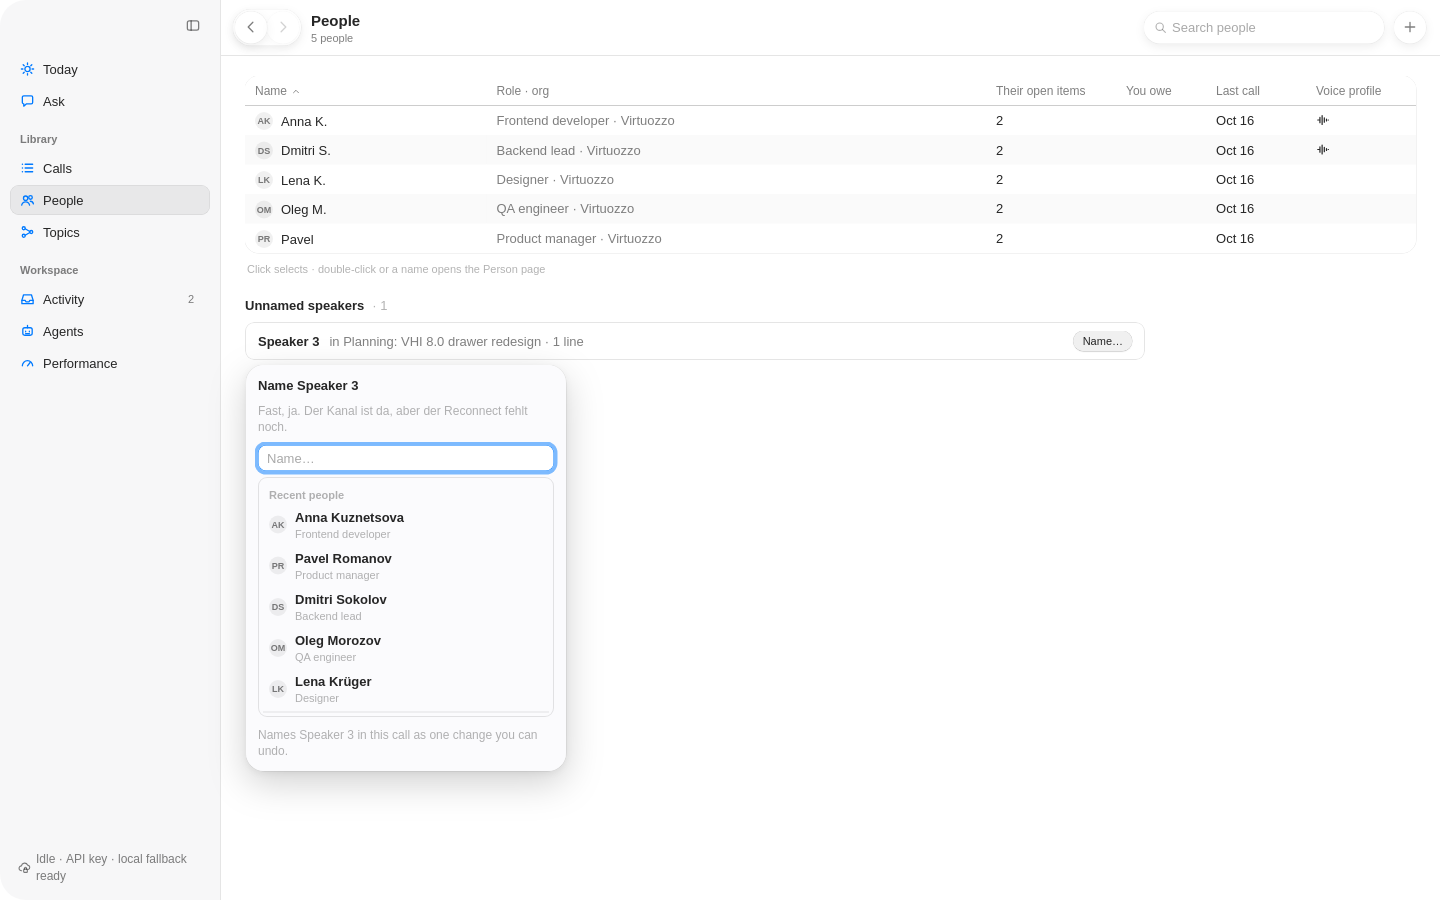 People
5 people
Search people
Today
Ask
Library
Calls
People
Topics
Workspace
Activity 2
Agents
Performance
Idle · API key · local fallback
ready
Name Role · org Their open items You owe Last call Voice profile
AK Anna K. Frontend developer · Virtuozzo 2 Oct 16
DS Dmitri S. Backend lead · Virtuozzo 2 Oct 16
LK Lena K. Designer · Virtuozzo 2 Oct 16
OM Oleg M. QA engineer · Virtuozzo 2 Oct 16
PR Pavel Product manager · Virtuozzo 2 Oct 16
Click selects · double-click or a name opens the Person page
Unnamed speakers · 1
Speaker 3 in Planning: VHI 8.0 drawer redesign · 1 line Name…
Name Speaker 3
Fast, ja. Der Kanal ist da, aber der Reconnect fehlt
noch.
Name…
Recent people
AK Anna Kuznetsova
Frontend developer
PR Pavel Romanov
Product manager
DS Dmitri Sokolov
Backend lead
OM Oleg Morozov
QA engineer
LK Lena Krüger
Designer
Names Speaker 3 in this call as one change you can
undo.